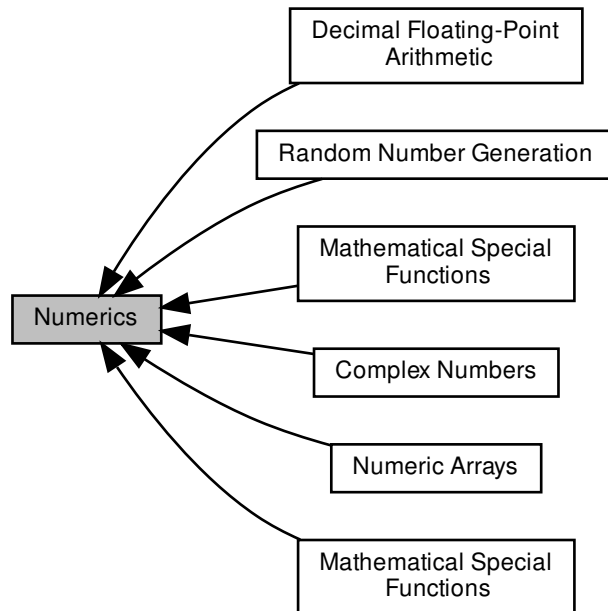 Decimal Floating-Point
Arithmetic
Random Number Generation
Mathematical Special
Functions
Numerics
Complex Numbers
Numeric Arrays
Mathematical Special
Functions